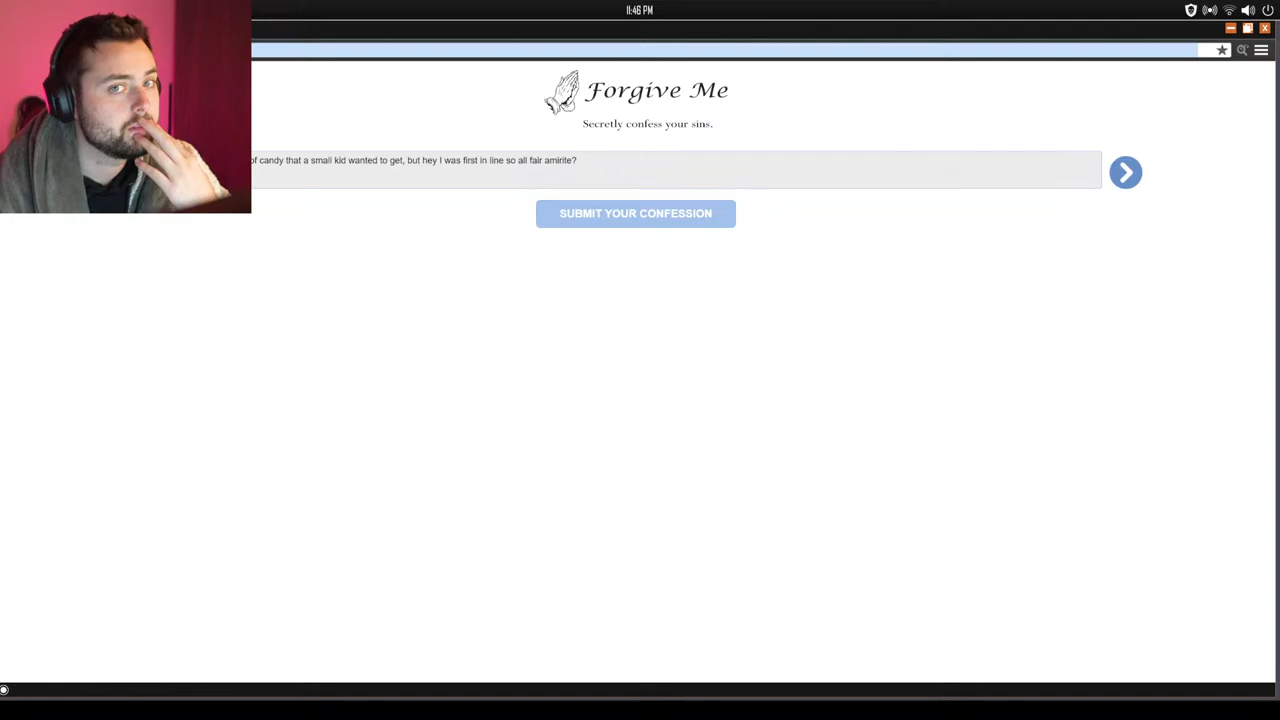 11:46 PM
Forgive Me
Secretly confess your sins.
of candy that a small kid wanted to get, but hey I was first in line so all fair amirite?
SUBMIT YOUR CONFESSION